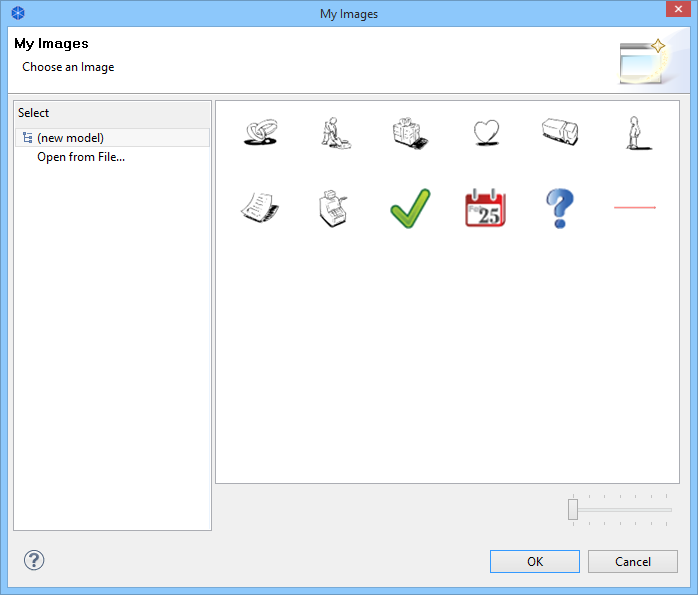 My Images
My Images
Choose an Image
Select
(new model)
Open from File...
Feb
25
OK
Cancel